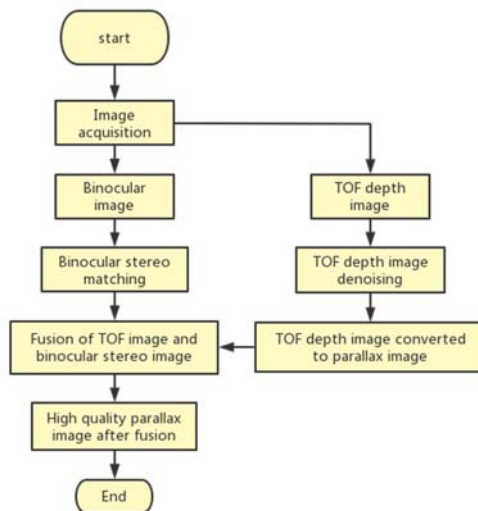 start
Image
acquisition
Binocular
image
TOF depth
image
Binocular stereo
matching
TOF depth image
denoising
Fusion of TOF image and
binocular stereo image
TOF depth image converted
to parallax image
High quality parallax
image after fusion
End